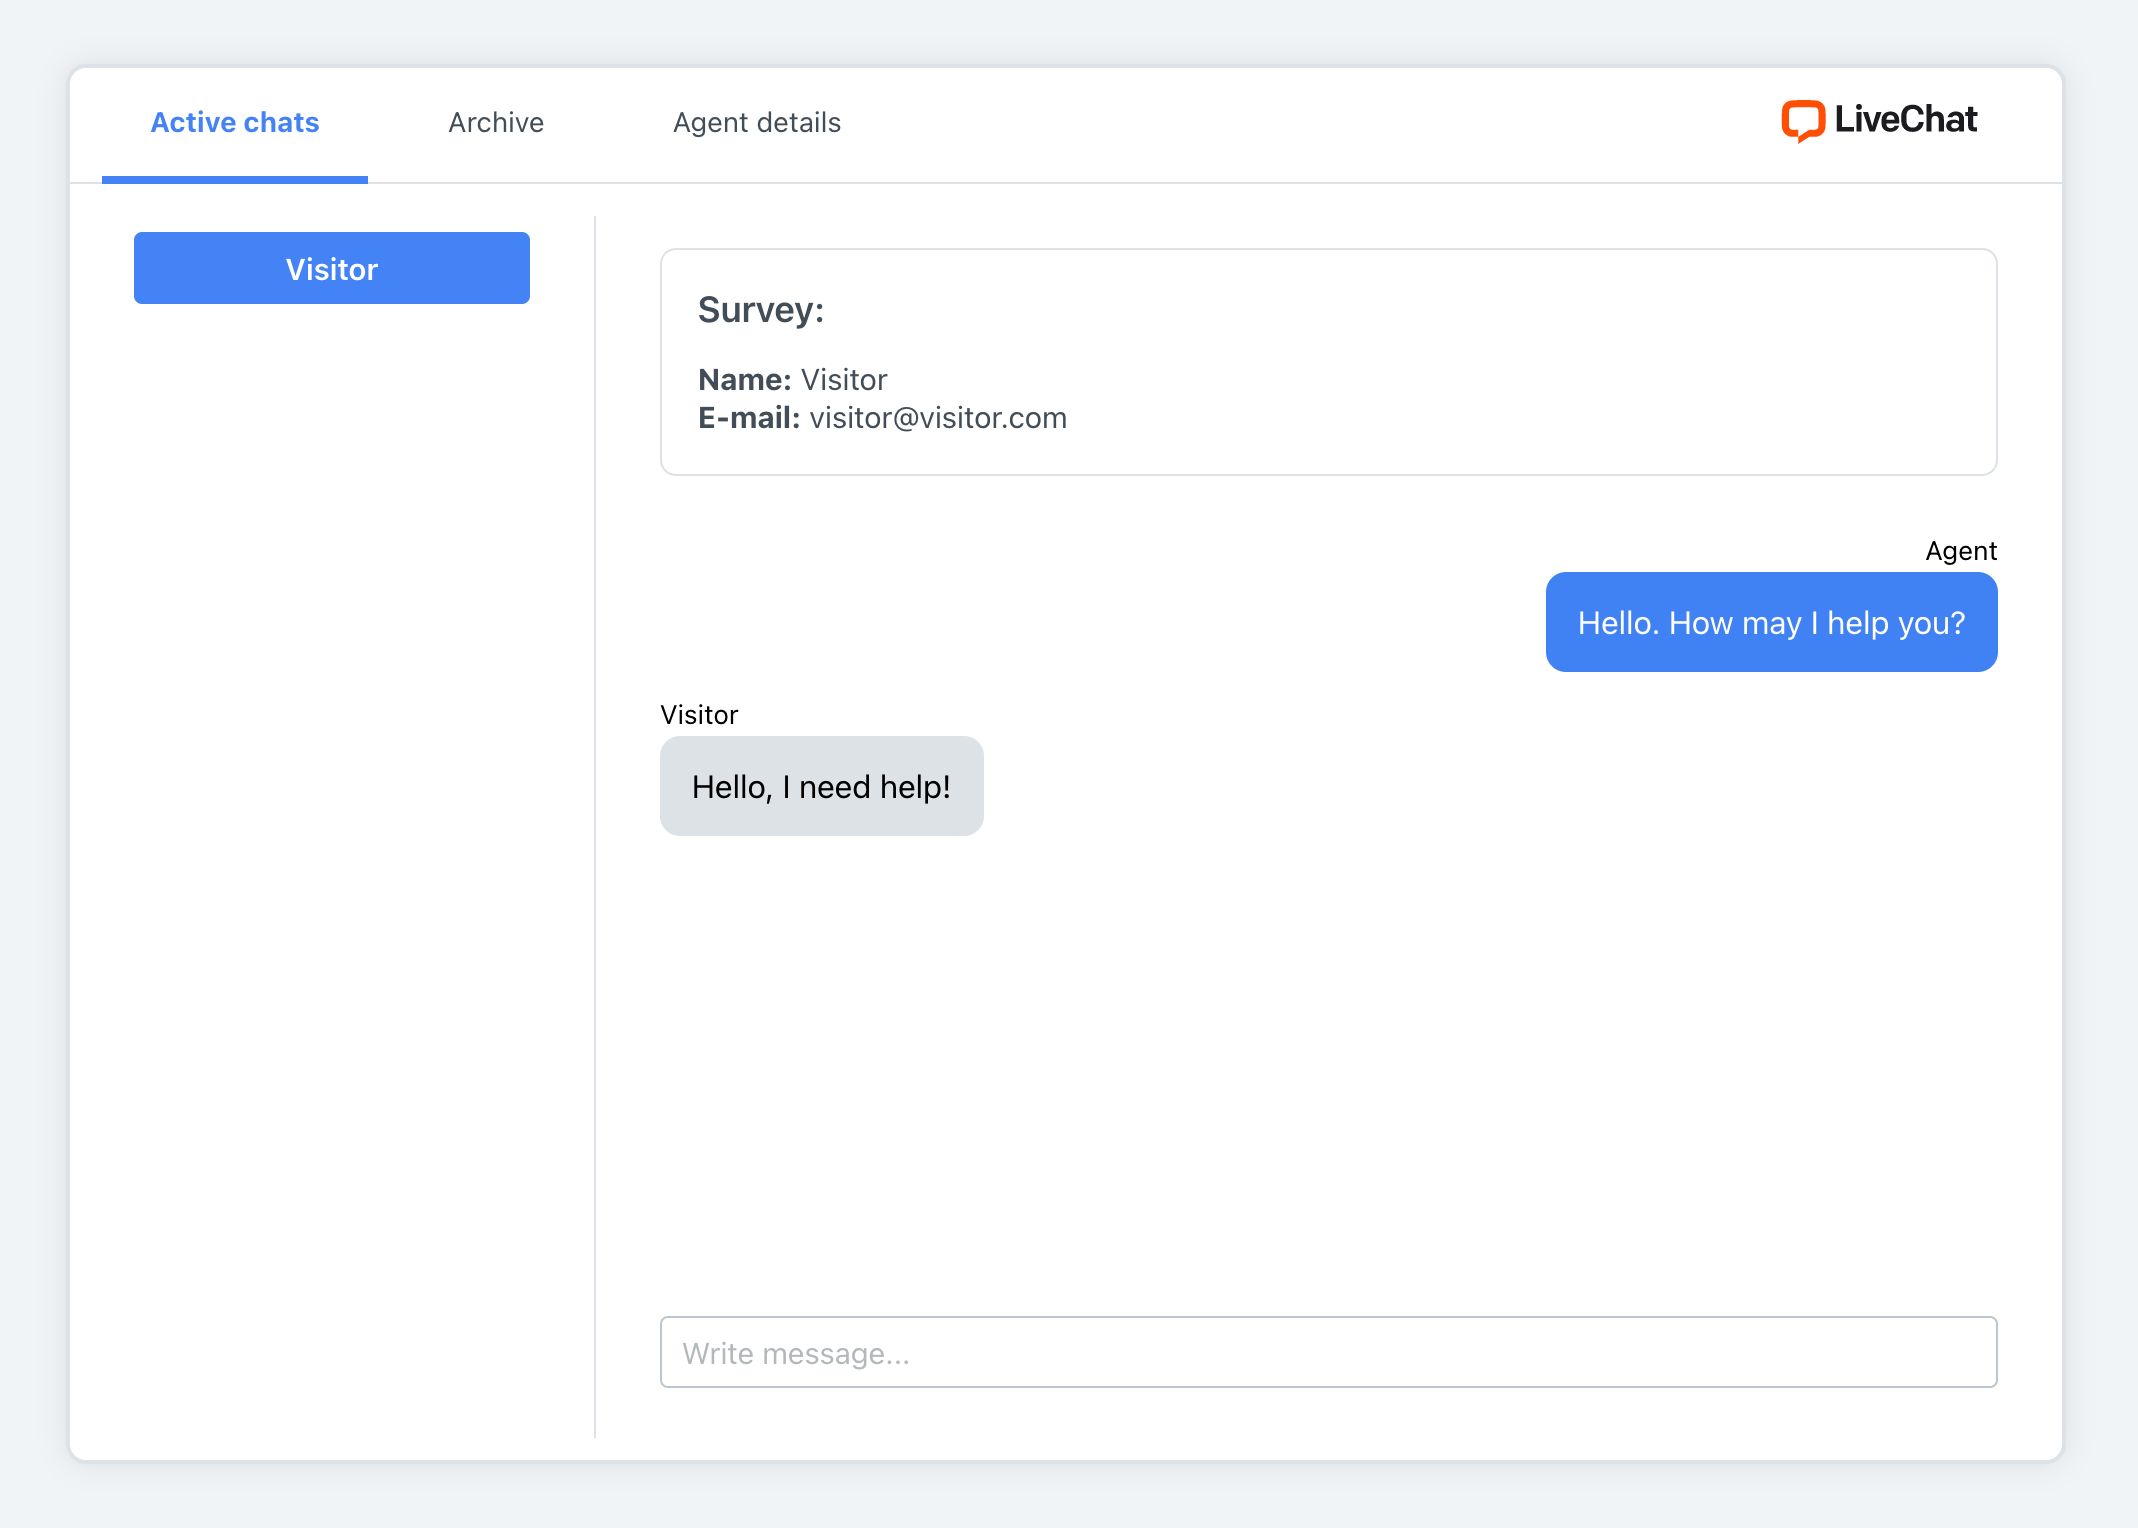 Active chats
Archive
Agent details
LiveChat
Visitor
Survey:
Name: Visitor
E-mail: visitor@visitor.com
Agent
Hello. How may I help you?
Visitor
Hello, I need help!
Write message...